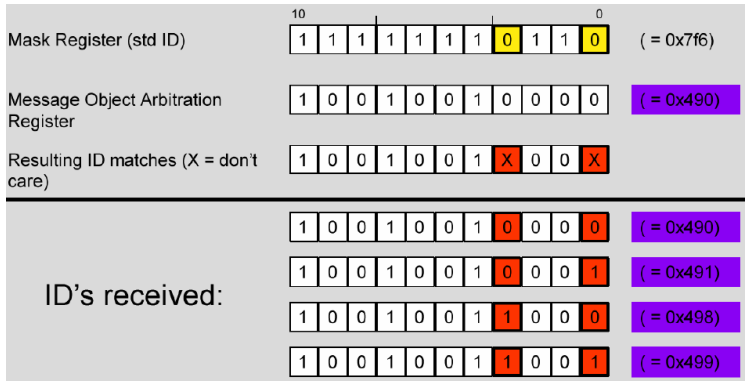 10 0
Mask Register (std ID) 1 1 1 1 1 1 1 0 1 1 0 ( = 0x7f6)
Message Object Arbitration
Register 1 0 0 1 0 0 1 0 0 0 0 ( = 0x490)
Resulting ID matches (X = don't
care) 1 0 0 1 0 0 1 X 0 0 X
1 0 0 1 0 0 1 0 0 0 0 ( = 0x490)
1 0 0 1 0 0 1 0 0 0 1 ( = 0x491)
ID's received:
1 0 0 1 0 0 1 1 0 0 0 ( = 0x498)
1 0 0 1 0 0 1 1 0 0 1 ( = 0x499)